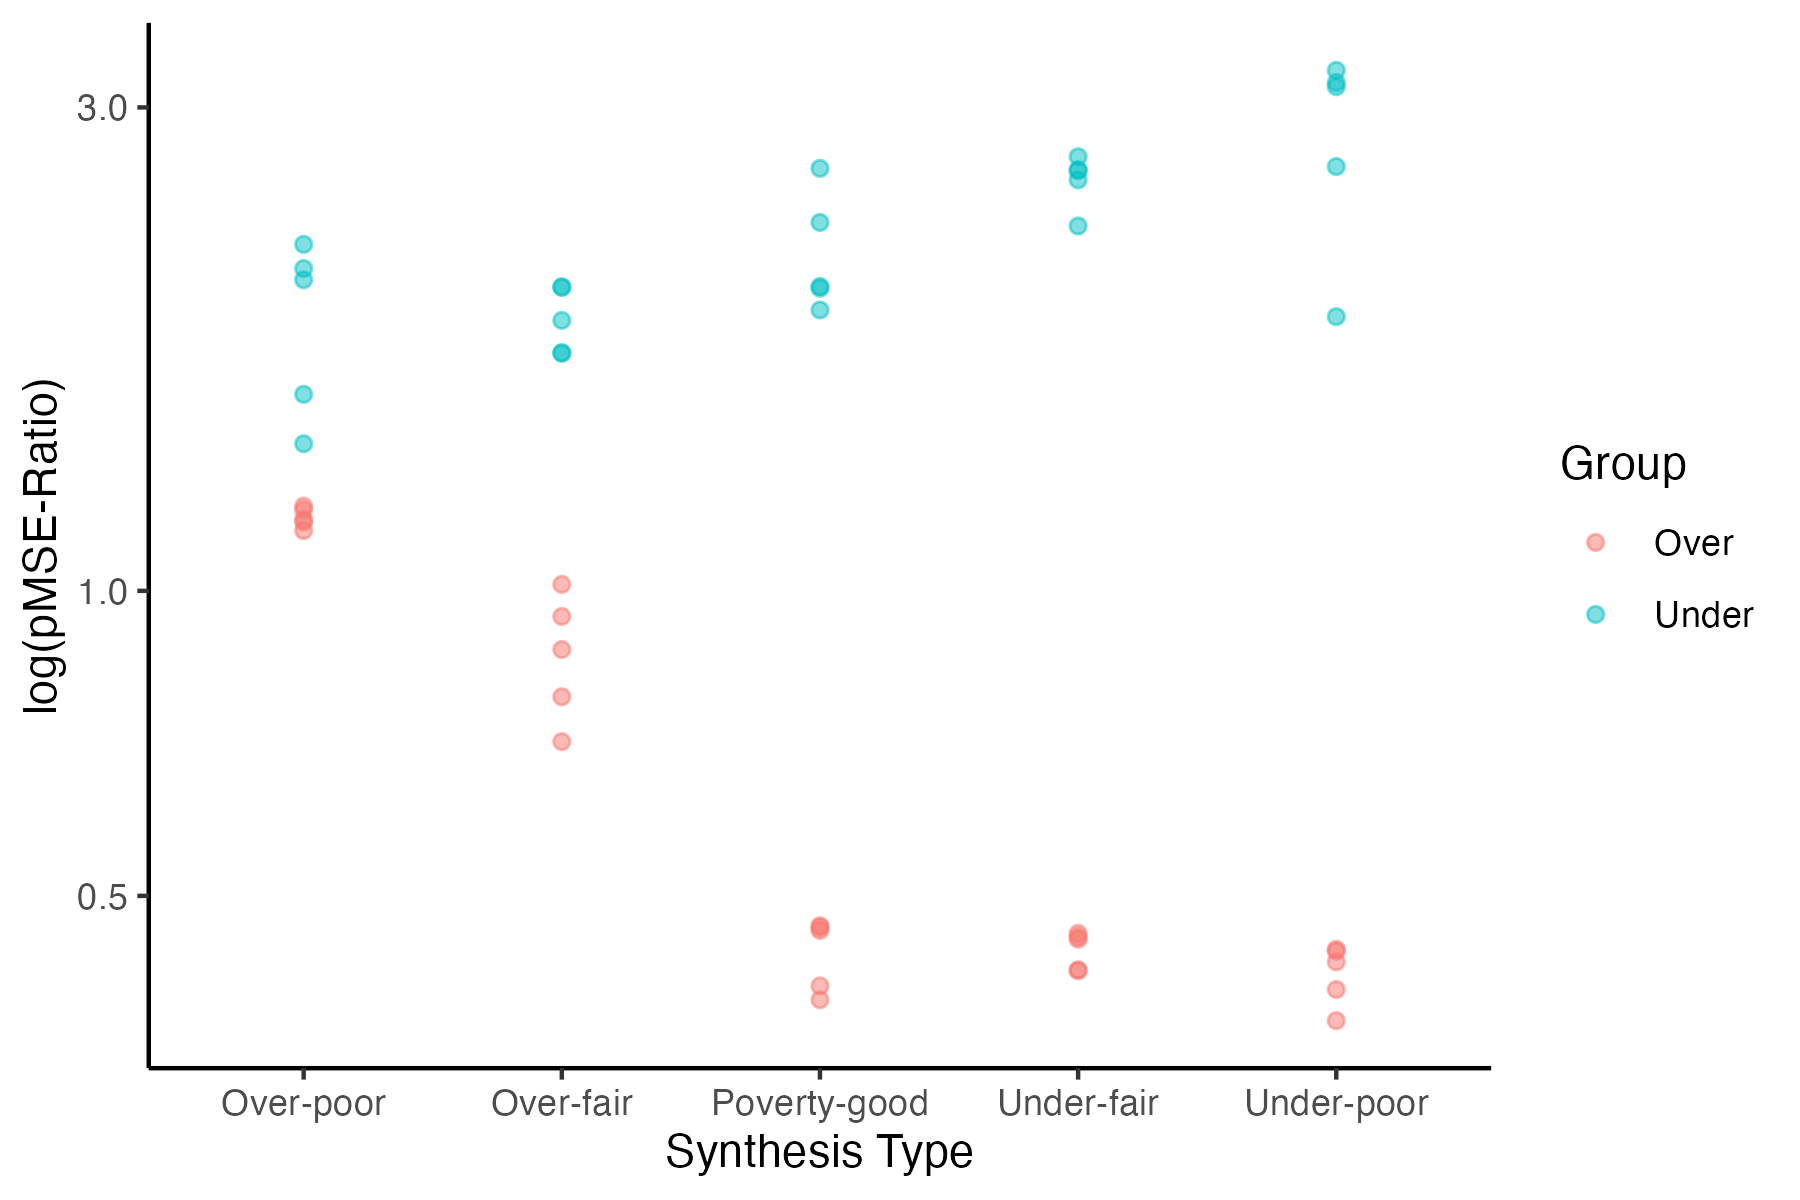 log(pMSE-Ratio)
3.0
1.0
0.5
Over-poor
Over-fair
Poverty-good
Under-fair
Under-poor
Synthesis Type
Group
Over
Under